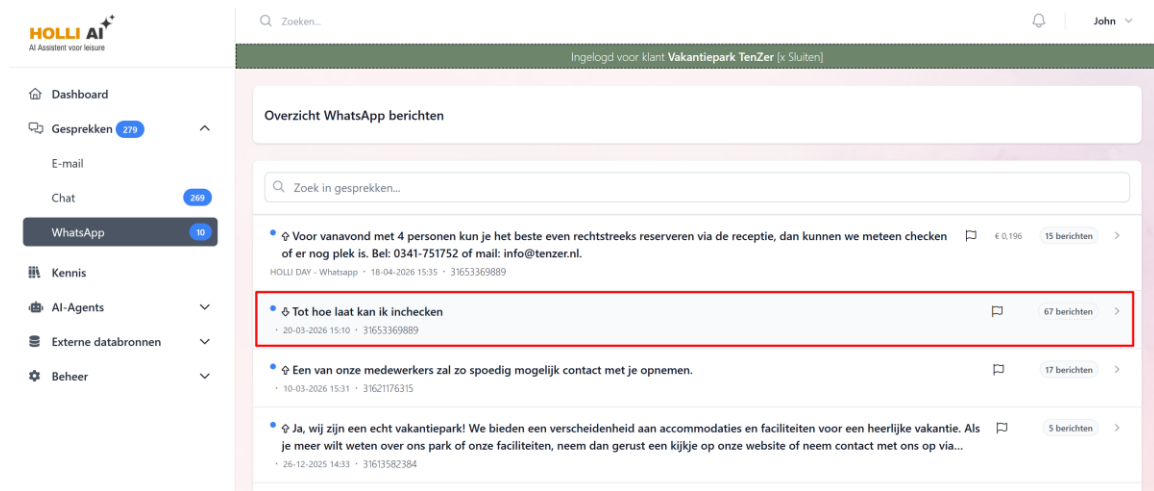 HOLLI AI
AI Assistent voor leisure
Zoeken...
John
Ingelogd voor klant Vakantiepark TenZer [x Sluiten]
Dashboard
Gesprekken 279
E-mail
Chat 269
WhatsApp 10
Kennis
AI-Agents
Externe databronnen
Beheer
Overzicht WhatsApp berichten
Zoek in gesprekken...
Voor vanavond met 4 personen kun je het beste even rechtstreeks reserveren via de receptie, dan kunnen we meteen checken € 0,196 15 berichten
of er nog plek is. Bel: 0341-751752 of mail: info@tenzer.nl.
HOLLI DAY - Whatsapp · 18-04-2026 15:35 · 31653369889
Tot hoe laat kan ik inchecken 67 berichten
· 20-03-2026 15:10 · 31653369889
Een van onze medewerkers zal zo spoedig mogelijk contact met je opnemen. 17 berichten
· 10-03-2026 15:31 · 31621176315
Ja, wij zijn een echt vakantiepark! We bieden een verscheidenheid aan accommodaties en faciliteiten voor een heerlijke vakantie. Als 5 berichten
je meer wilt weten over ons park of onze faciliteiten, neem dan gerust een kijkje op onze website of neem contact met ons op via...
· 26-12-2025 14:33 · 31613582384